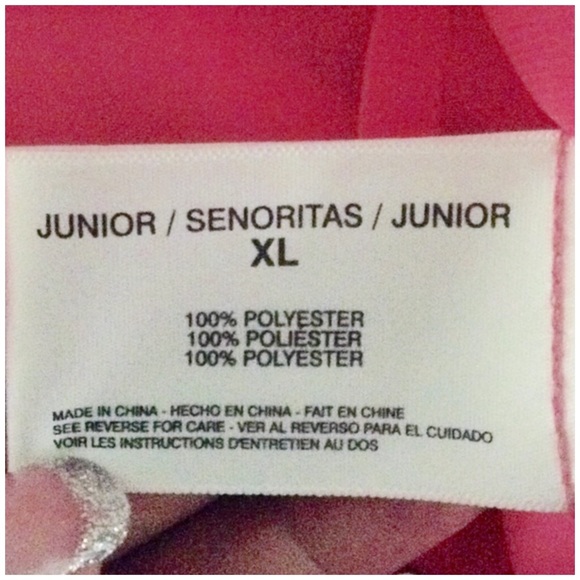 JUNIOR / SENORITAS / JUNIOR
XL
100% POLYESTER
100% POLIÉSTER
100% POLYESTER
MADE IN CHINA - HECHO EN CHINA - FAIT EN CHINE
SEE REVERSE FOR CARE - VER AL REVERSO PARA EL CUIDADO
VOIR LES INSTRUCTIONS D'ENTRETIEN AU DOS